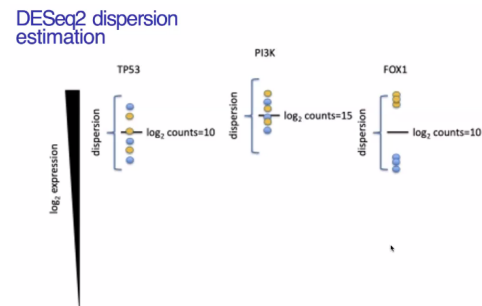 DESeq2 dispersion
estimation
TP53
PI3K
FOX1
log₂ expression
dispersion
log₂ counts=10
dispersion
log₂ counts=15
dispersion
log₂ counts=10